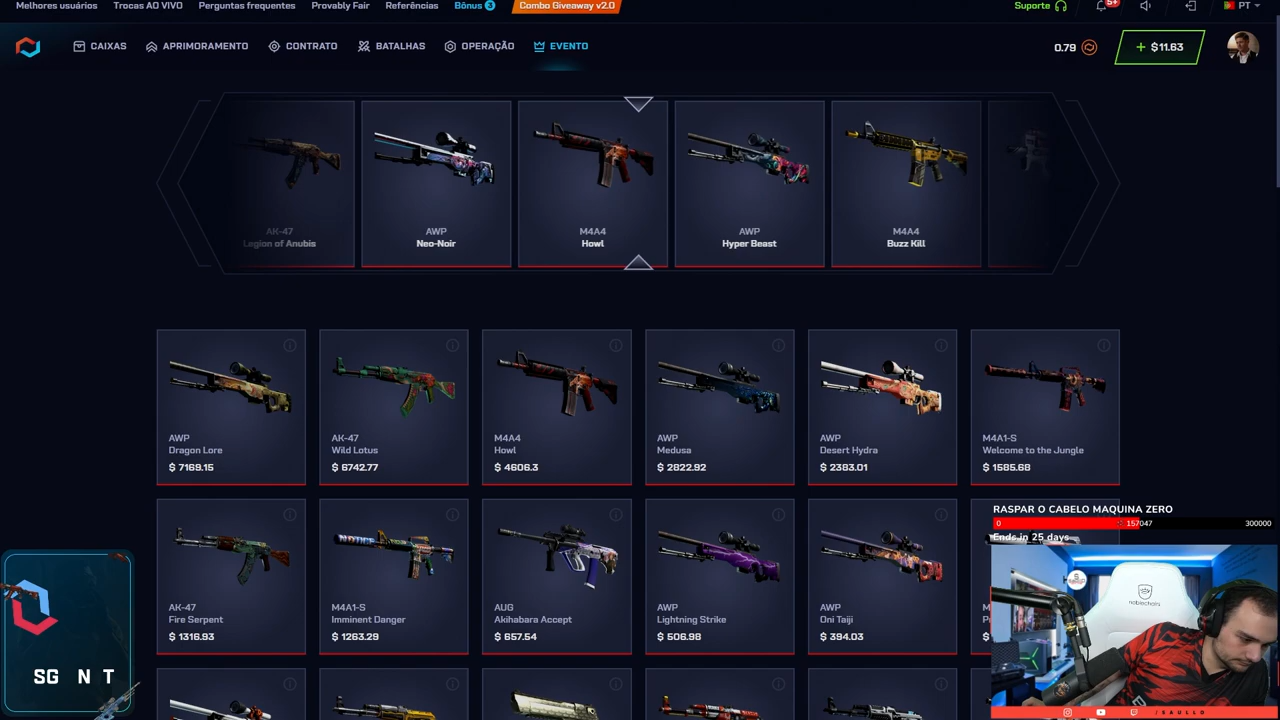 Melhores usuários Trocas AO VIVO Perguntas frequentes Provably Fair Referências Bônus 3 Combo Giveaway v2.0 Suporte 5+ PT
CAIXAS APRIMORAMENTO CONTRATO BATALHAS OPERAÇÃO EVENTO 0.79 + $11.63
AK-47 AWP M4A4 AWP M4A4
Legion of Anubis Neo-Noir Howl Hyper Beast Buzz Kill
AWP AK-47 M4A4 AWP AWP M4A1-S
Dragon Lore Wild Lotus Howl Medusa Desert Hydra Welcome to the Jungle
$ 7169.15 $ 6742.77 $ 4606.3 $ 2822.92 $ 2383.01 $ 1585.68
RASPAR O CABELO MAQUINA ZERO
0 157047 300000
Ends in 25 days
AK-47 M4A1-S AUG AWP AWP
Fire Serpent Imminent Danger Akihabara Accept Lightning Strike Oni Taiji
$ 1316.93 $ 1263.29 $ 657.54 $ 506.98 $ 394.03 $
noblechairs
SG N T
/SAULLO